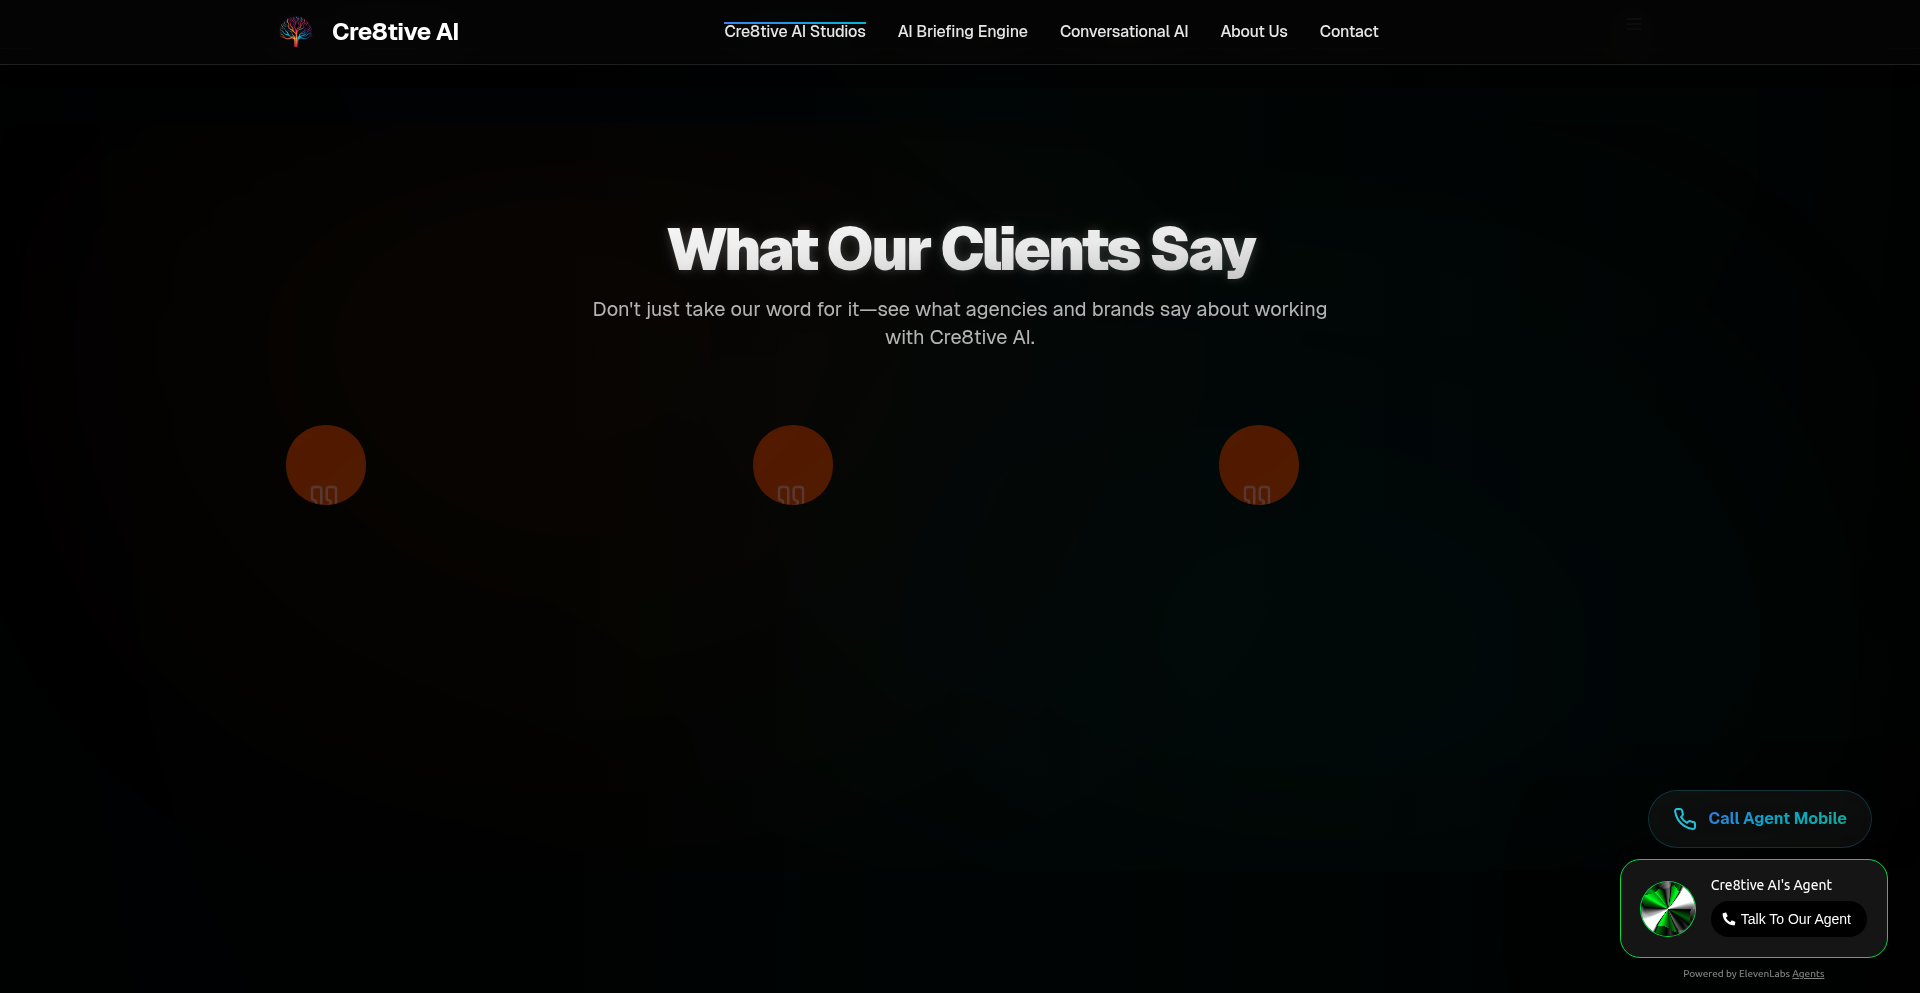 Cre8tive AI
Cre8tive AI Studios
AI Briefing Engine
Conversational AI
About Us
Contact
What Our Clients Say
Don't just take our word for it—see what agencies and brands say about working
with Cre8tive AI.
Call Agent Mobile
Cre8tive AI's Agent
Talk To Our Agent
Powered by ElevenLabs Agents